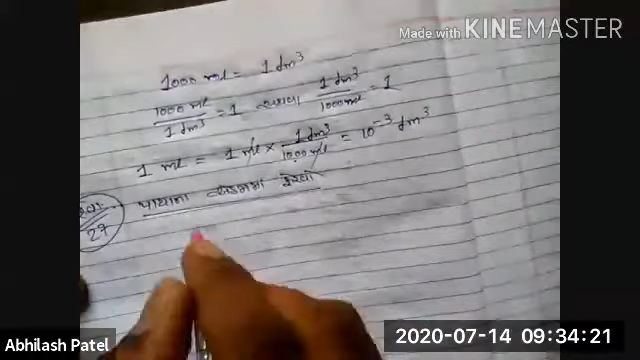 Made with KINEMASTER
1000 ml = 1 dm³
1000 ml / 1 dm³ = 1 અથવા 1 dm³ / 1000 ml = 1
1 ml = 1 ml × 1 dm³ / 1000 ml = 10⁻³ dm³
27 પાયાના એકમમાં ફેરવો
Abhilash Patel
2020-07-14 09:34:21